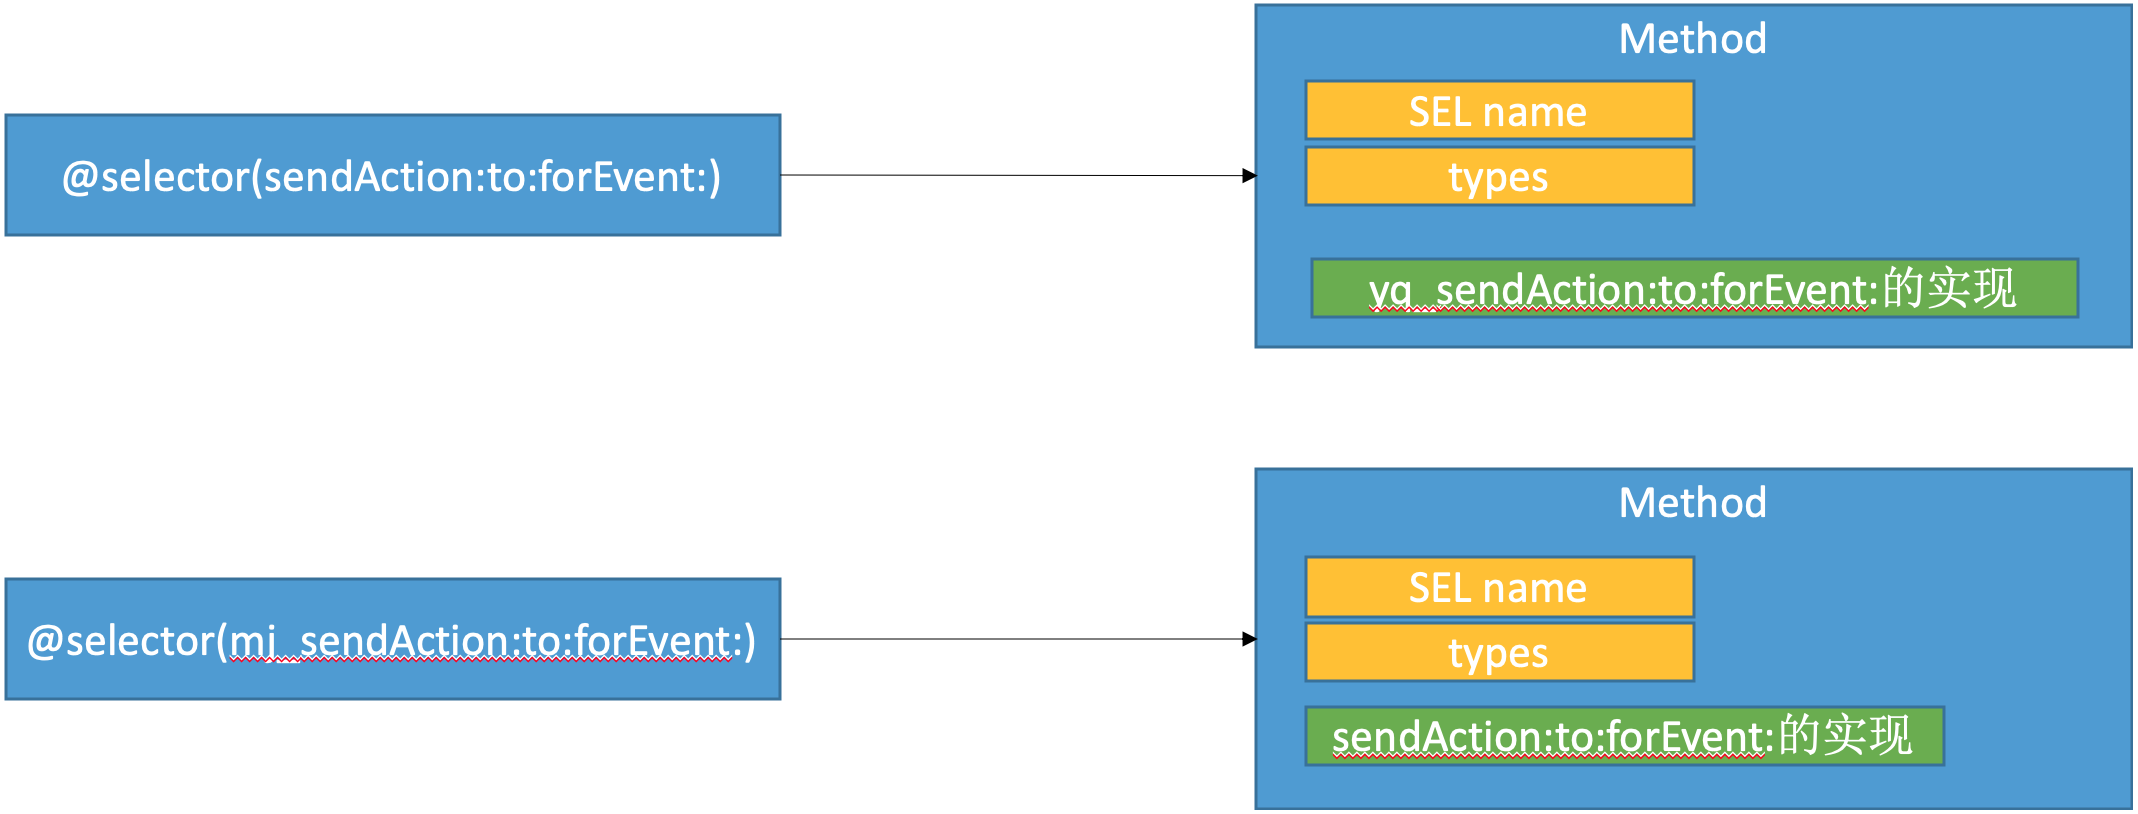 Method
SEL name
@selector(sendAction:to:forEvent:)
types
yq_sendAction:to:forEvent:的实现
Method
SEL name
@selector(mj_sendAction:to:forEvent:)
types
sendAction:to:forEvent:的实现